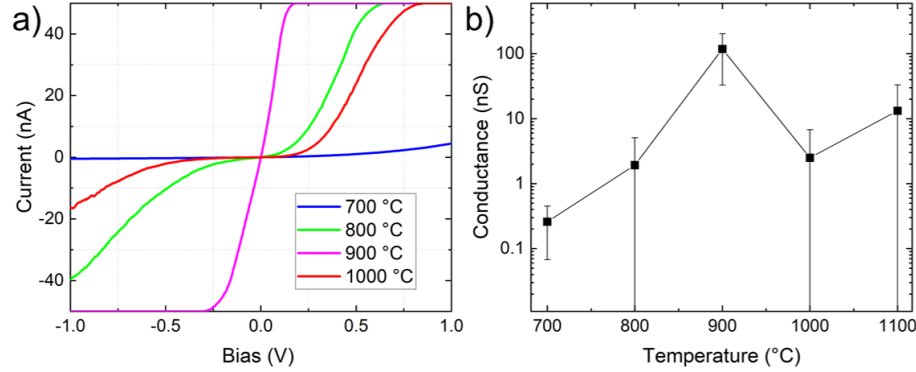 a)
Current (nA)
40
20
0
-20
-40
-1.0 -0.5 0.0 0.5 1.0
Bias (V)
700 °C
800 °C
900 °C
1000 °C
b)
Conductance (nS)
100
10
1
0.1
700 800 900 1000 1100
Temperature (°C)